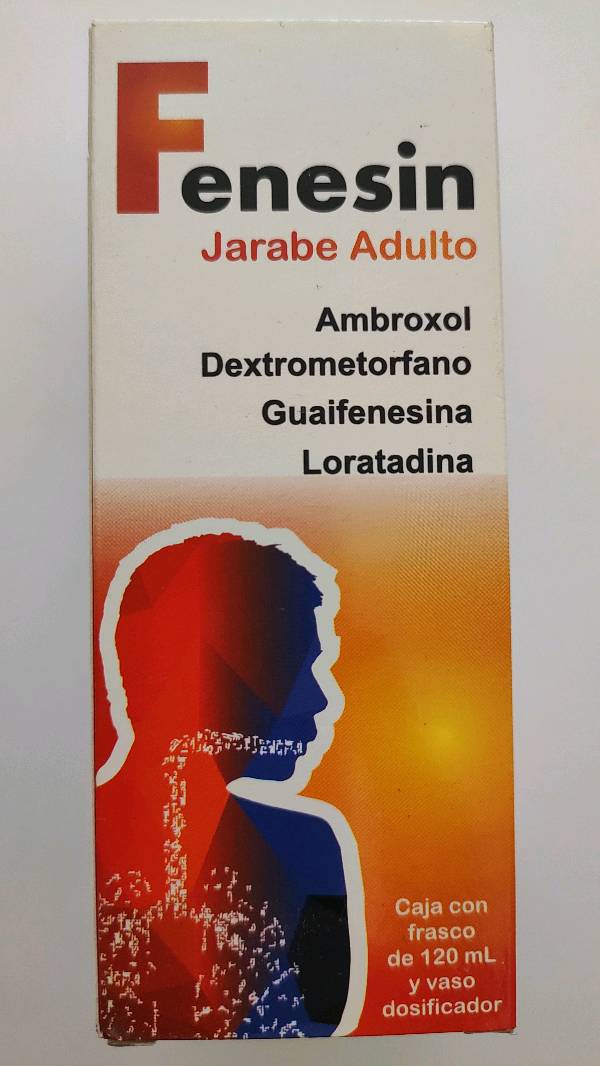 Fenesin
Jarabe Adulto
Ambroxol
Dextrometorfano
Guaifenesina
Loratadina
Caja con
frasco
de 120 mL
y vaso
dosificador